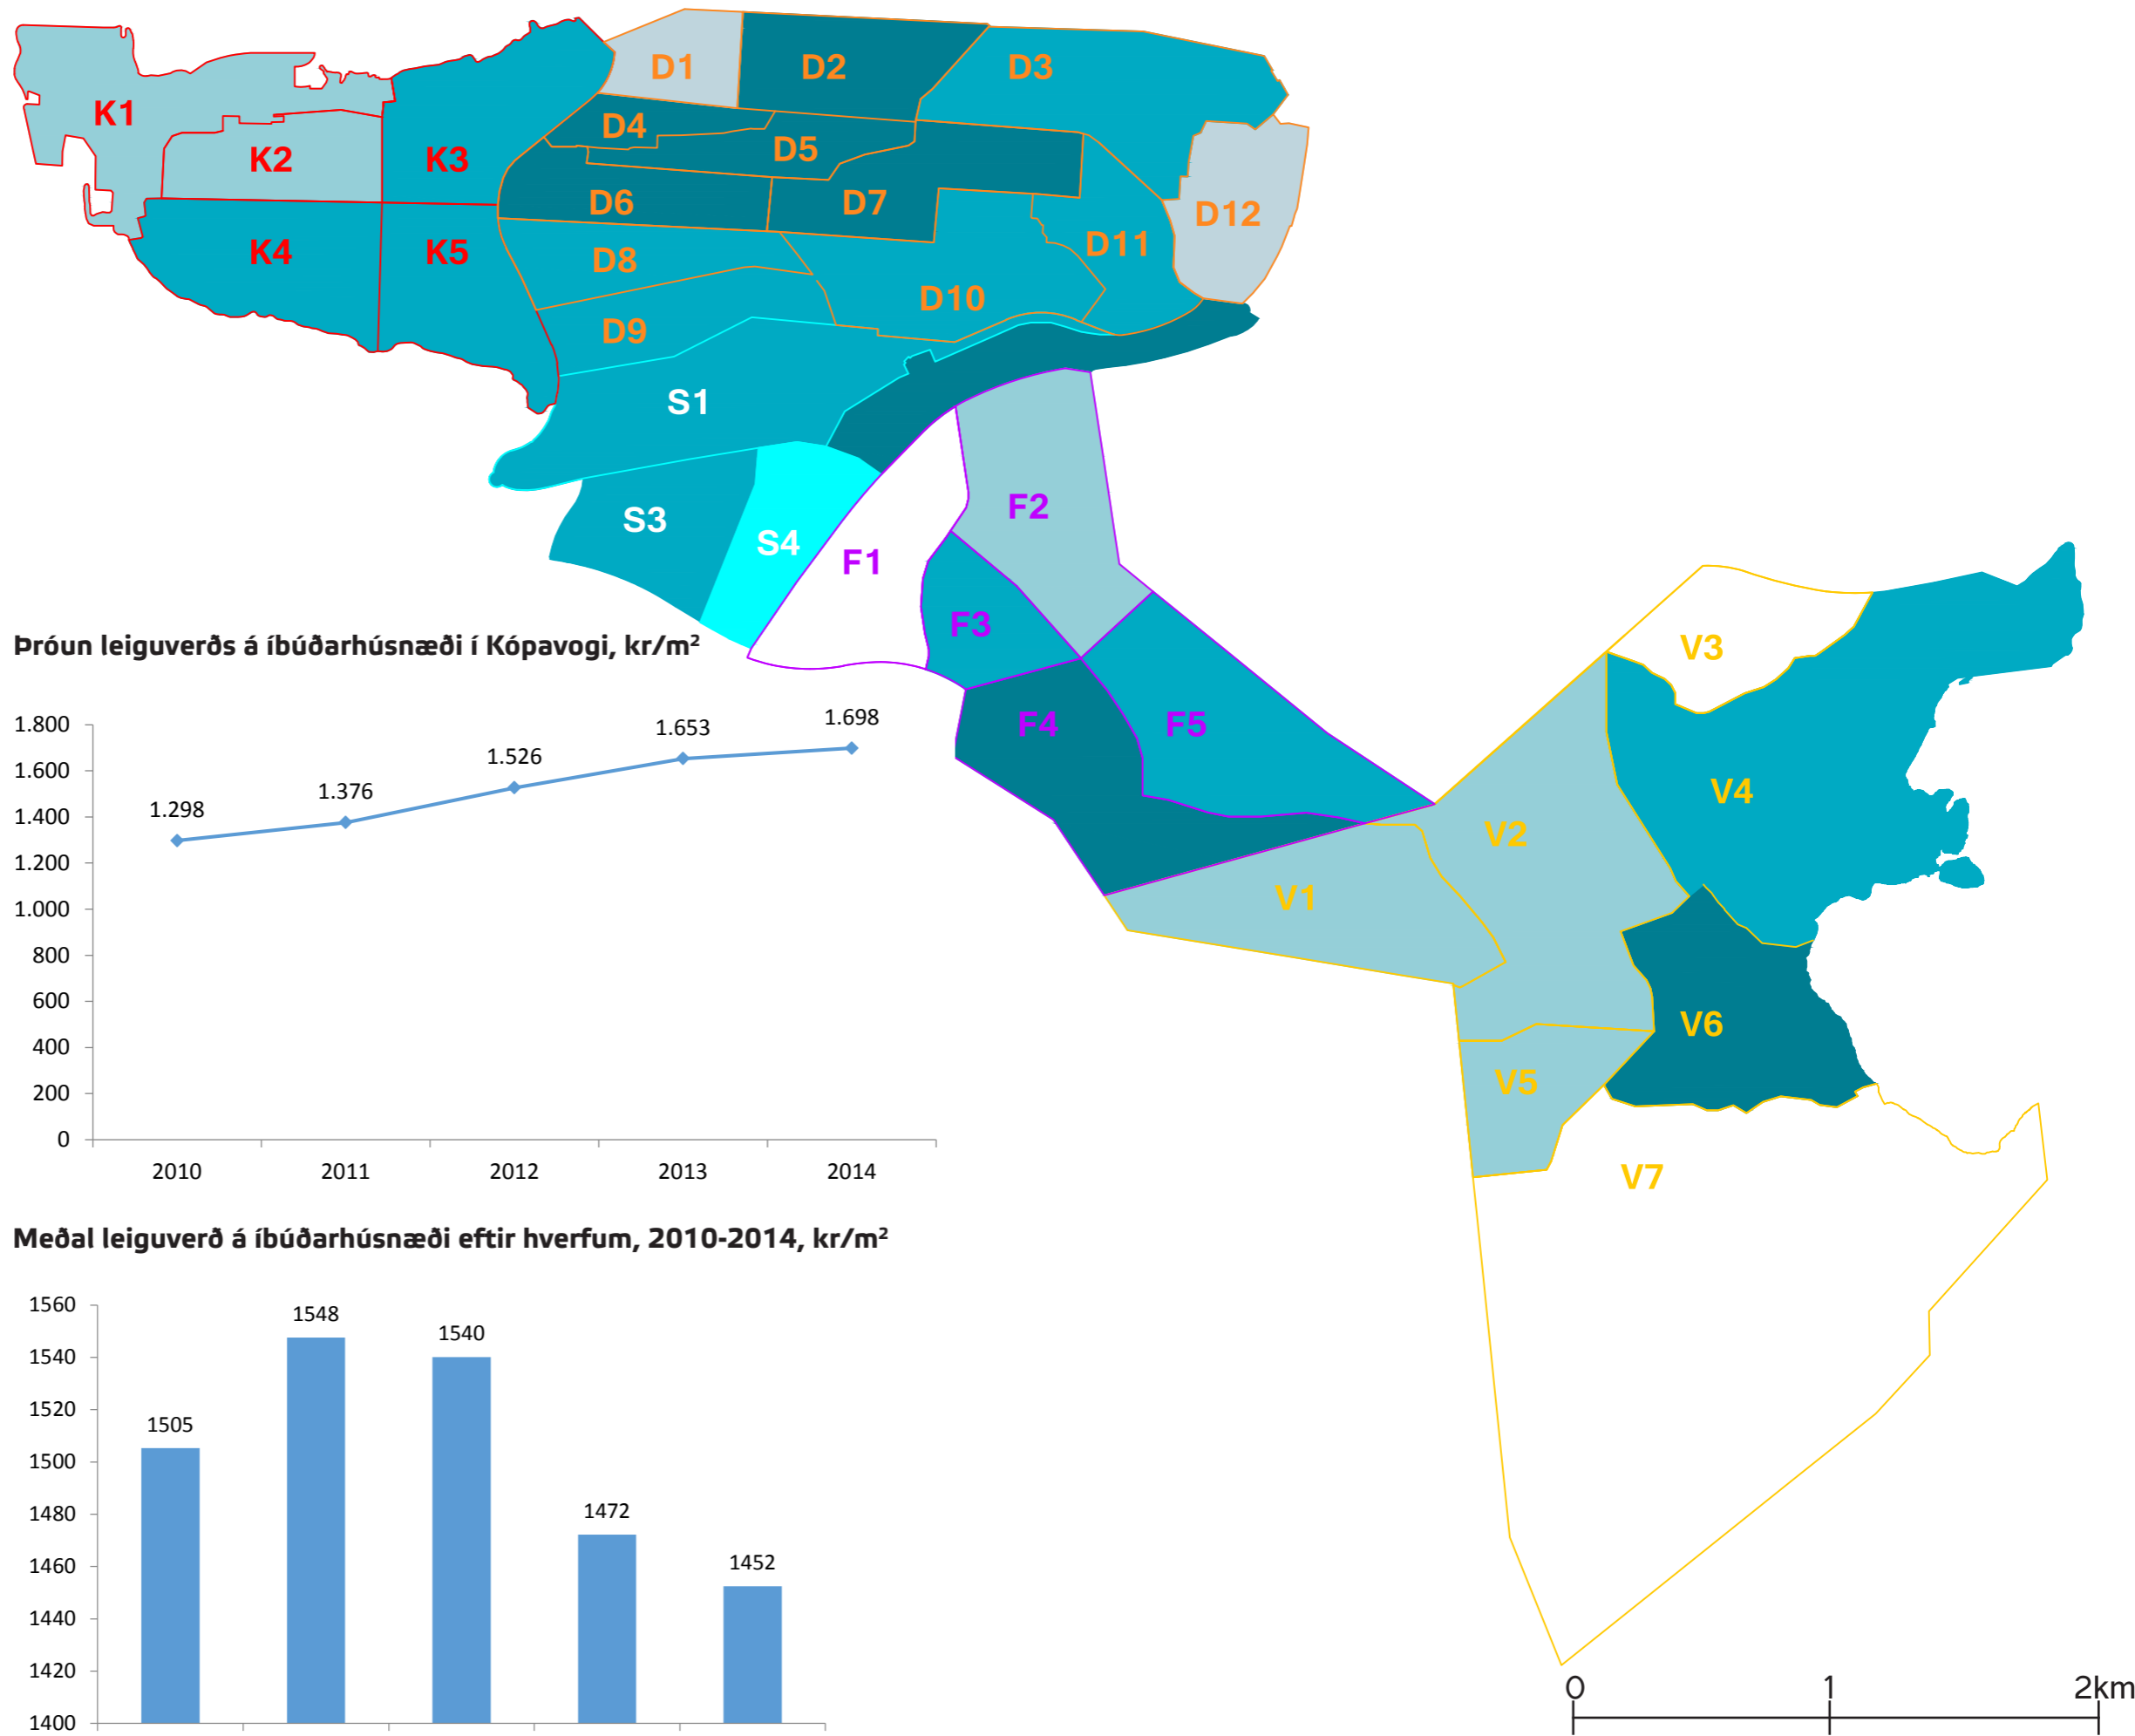 D1
D2
D3
K1
D4
D5
K2
K3
D6
D7
D12
K4
K5
D8
D11
D10
D9
S1
F2
S3
S4
F1
F3
V3
Þróun leiguverðs á íbúðarhúsnæði í Kópavogi, kr/m²
F4
F5
V4
V2
V1
V6
V5
V7
1.800
1.600
1.400
1.200
1.000
800
600
400
200
0
1.298
1.376
1.526
1.653
1.698
2010
2011
2012
2013
2014
Meðal leiguverð á íbúðarhúsnæði eftir hverfum, 2010-2014, kr/m²
1560
1540
1520
1500
1480
1460
1440
1420
1400
1505
1548
1540
1472
1452
0
1
2km